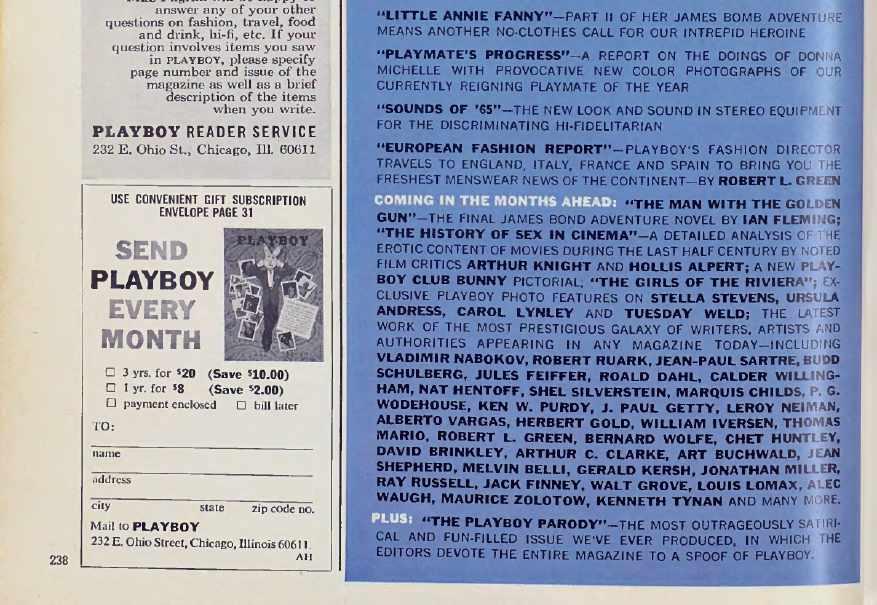 answer any of your other
questions on fashion, travel, food
and drink, hi-fi, etc. If your
question involves items you saw
in PLAYBOY, please specify
page number and issue of the
magazine as well as a brief
description of the items
when you write.
PLAYBOY READER SERVICE
232 E. Ohio St., Chicago, Ill. 60611
USE CONVENIENT GIFT SUBSCRIPTION
ENVELOPE PAGE 31
SEND
PLAYBOY
EVERY
MONTH
PLAYBOY
☐ 3 yrs. for $20 (Save $10.00)
☐ 1 yr. for $8 (Save $2.00)
☐ payment enclosed ☐ bill later
TO:
name
address
city state zip code no.
Mail to PLAYBOY
232 E. Ohio Street, Chicago, Illinois 60611
AH
238
"LITTLE ANNIE FANNY"—PART II OF HER JAMES BOMB ADVENTURE
MEANS ANOTHER NO-CLOTHES CALL FOR OUR INTREPID HEROINE
"PLAYMATE'S PROGRESS"—A REPORT ON THE DOINGS OF DONNA
MICHELLE WITH PROVOCATIVE NEW COLOR PHOTOGRAPHS OF OUR
CURRENTLY REIGNING PLAYMATE OF THE YEAR
"SOUNDS OF '65"—THE NEW LOOK AND SOUND IN STEREO EQUIPMENT
FOR THE DISCRIMINATING HI-FIDELITARIAN
"EUROPEAN FASHION REPORT"—PLAYBOY'S FASHION DIRECTOR
TRAVELS TO ENGLAND, ITALY, FRANCE AND SPAIN TO BRING YOU THE
FRESHEST MENSWEAR NEWS OF THE CONTINENT—BY ROBERT L. GREEN
COMING IN THE MONTHS AHEAD: "THE MAN WITH THE GOLDEN
GUN"—THE FINAL JAMES BOND ADVENTURE NOVEL BY IAN FLEMING;
"THE HISTORY OF SEX IN CINEMA"—A DETAILED ANALYSIS OF THE
EROTIC CONTENT OF MOVIES DURING THE LAST HALF CENTURY BY NOTED
FILM CRITICS ARTHUR KNIGHT AND HOLLIS ALPERT; A NEW PLAY-
BOY CLUB BUNNY PICTORIAL, "THE GIRLS OF THE RIVIERA"; EX-
CLUSIVE PLAYBOY PHOTO FEATURES ON STELLA STEVENS, URSULA
ANDRESS, CAROL LYNLEY AND TUESDAY WELD; THE LATEST
WORK OF THE MOST PRESTIGIOUS GALAXY OF WRITERS, ARTISTS AND
AUTHORITIES APPEARING IN ANY MAGAZINE TODAY—INCLUDING
VLADIMIR NABOKOV, ROBERT RUARK, JEAN-PAUL SARTRE, BUDD
SCHULBERG, JULES FEIFFER, ROALD DAHL, CALDER WILLING-
HAM, NAT HENTOFF, SHEL SILVERSTEIN, MARQUIS CHILDS, P. G.
WODEHOUSE, KEN W. PURDY, J. PAUL GETTY, LEROY NEIMAN,
ALBERTO VARGAS, HERBERT GOLD, WILLIAM IVERSEN, THOMAS
MARIO, ROBERT L. GREEN, BERNARD WOLFE, CHET HUNTLEY,
DAVID BRINKLEY, ARTHUR C. CLARKE, ART BUCHWALD, JEAN
SHEPHERD, MELVIN BELLI, GERALD KERSH, JONATHAN MILLER,
RAY RUSSELL, JACK FINNEY, WALT GROVE, LOUIS LOMAX, ALEC
WAUGH, MAURICE ZOLOTOW, KENNETH TYNAN AND MANY MORE.
PLUS: "THE PLAYBOY PARODY"—THE MOST OUTRAGEOUSLY SATIRI-
CAL AND FUN-FILLED ISSUE WE'VE EVER PRODUCED, IN WHICH THE
EDITORS DEVOTE THE ENTIRE MAGAZINE TO A SPOOF OF PLAYBOY.